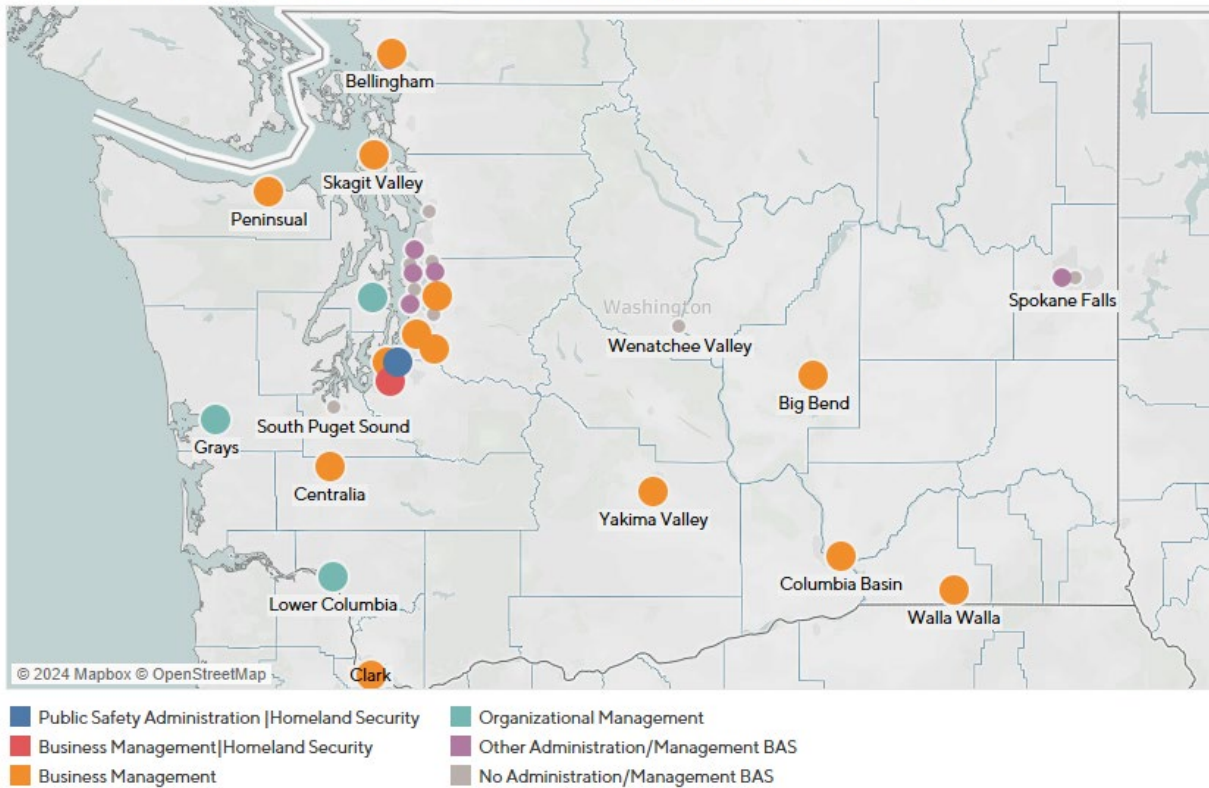 Bellingham
Skagit Valley
Peninsual
Washington
Spokane Falls
Wenatchee Valley
Big Bend
South Puget Sound
Grays
Centralia
Yakima Valley
Columbia Basin
Lower Columbia
Walla Walla
Clark
© 2024 Mapbox © OpenStreetMap
Public Safety Administration |Homeland Security
Business Management|Homeland Security
Business Management
Organizational Management
Other Administration/Management BAS
No Administration/Management BAS